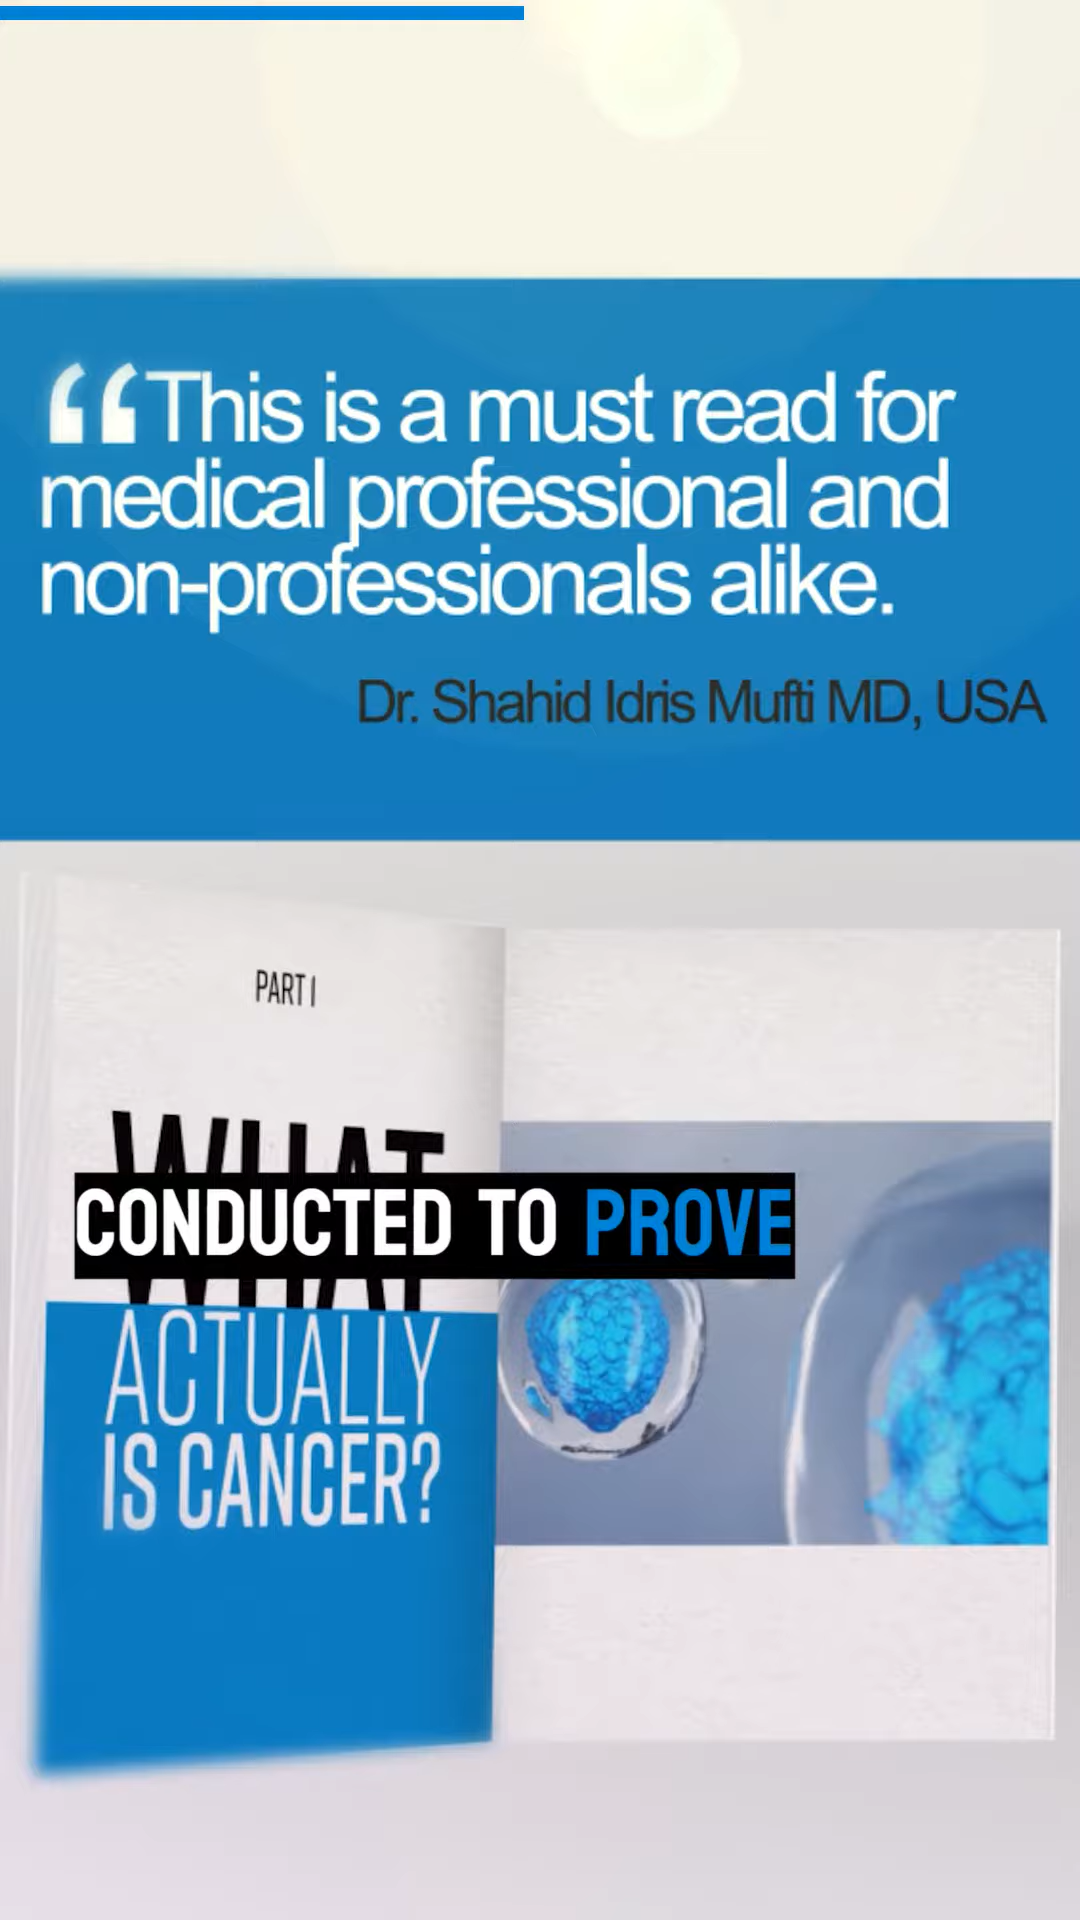 “This is a must read for
medical professional and
non-professionals alike.
Dr. Shahid Idris Mufti MD, USA
PART I
WHAT
CONDUCTED TO PROVE
ACTUALLY
IS CANCER?